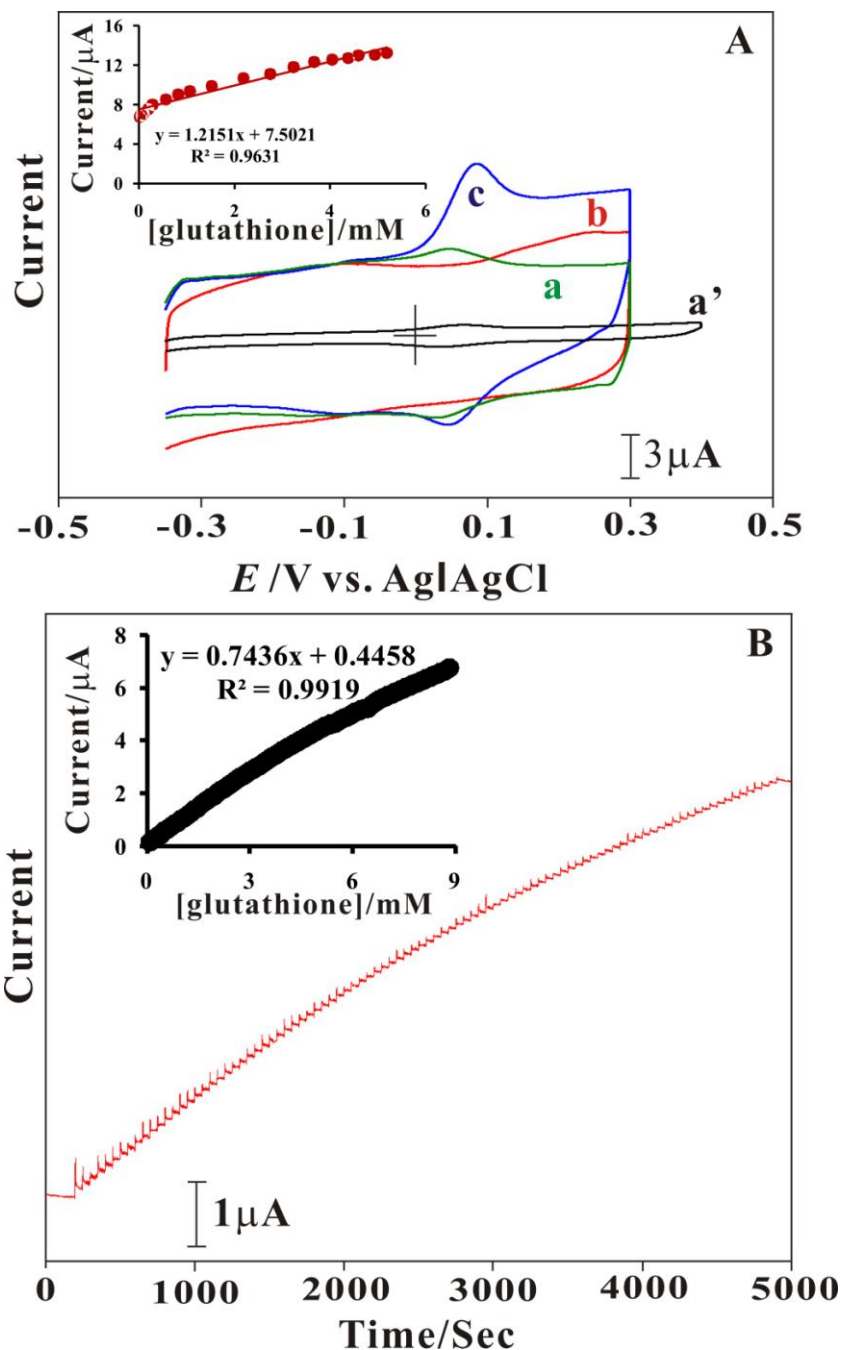 A
Current/μA
16
12
8
4
0
y = 1.2151x + 7.5021
R² = 0.9631
0
2
4
6
[glutathione]/mM
Current
c
b
a
a’
3μA
-0.5
-0.3
-0.1
0.1
0.3
0.5
E /V vs. Ag|AgCl
B
Current/μA
8
6
4
2
0
y = 0.7436x + 0.4458
R² = 0.9919
0
3
6
9
[glutathione]/mM
Current
1μA
0
1000
2000
3000
4000
5000
Time/Sec